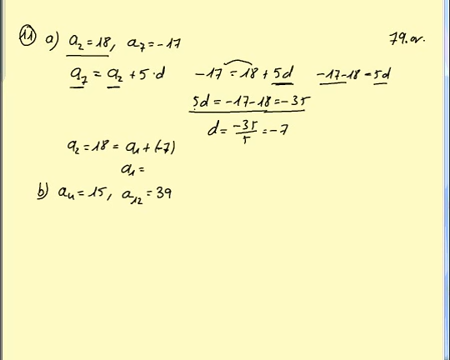 11 a) a₂ = 18, a₇ = -17 79. or.
a₇ = a₂ + 5·d -17 = 18 + 5d -17-18 = 5d
5d = -17-18 = -35
d = -35/5 = -7
a₂ = 18 = a₁ + (-7)
a₁ =
b) a₄ = 15, a₁₂ = 39